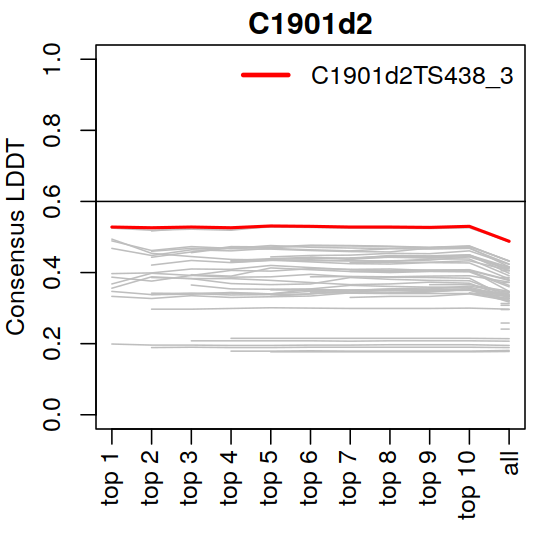 C1901d2
C1901d2TS438_3
Consensus LDDT
1.0
0.8
0.6
0.4
0.2
0.0
top 1
top 2
top 3
top 4
top 5
top 6
top 7
top 8
top 9
top 10
all